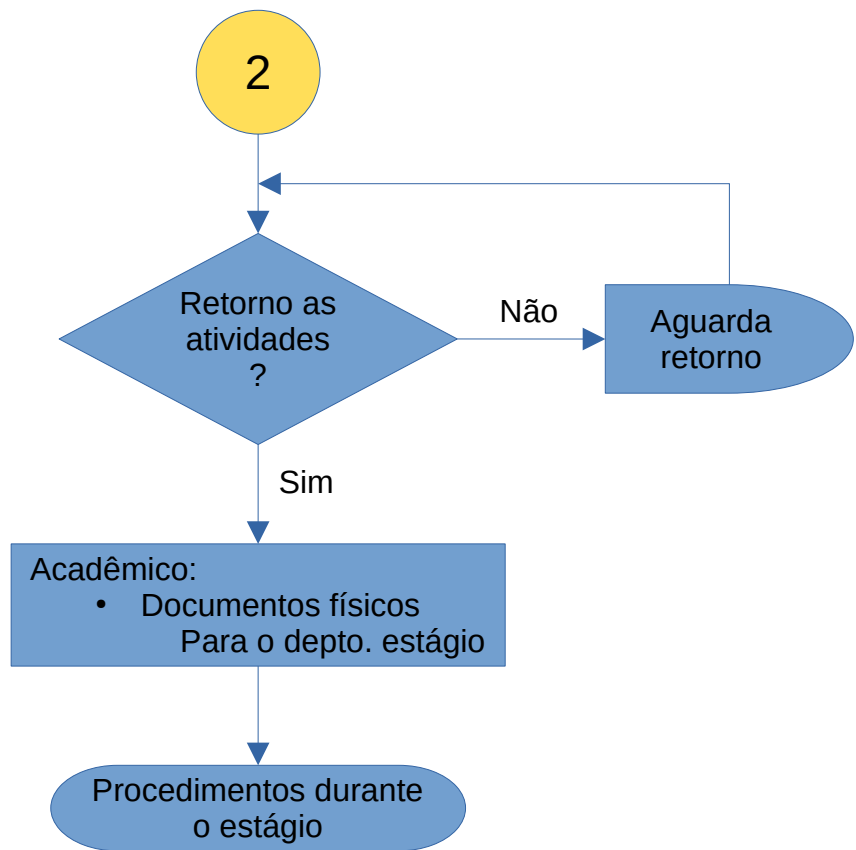 2
Retorno as
atividades
?
Não
Aguarda
retorno
Sim
Acadêmico:
• Documentos físicos
Para o depto. estágio
Procedimentos durante
o estágio